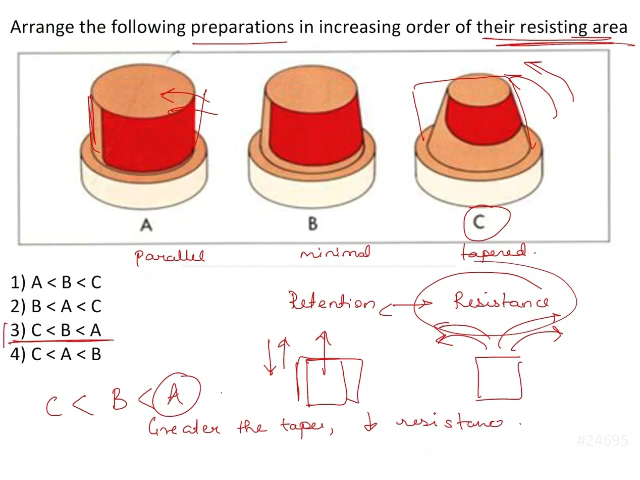 Arrange the following preparations in increasing order of their resisting area
A B C
parallel minimal tapered.
1) A < B < C
2) B < A < C
3) C < B < A
4) C < A < B
Retention Resistance
C < B < A
Greater the taper, ↓ resistance.
#24695